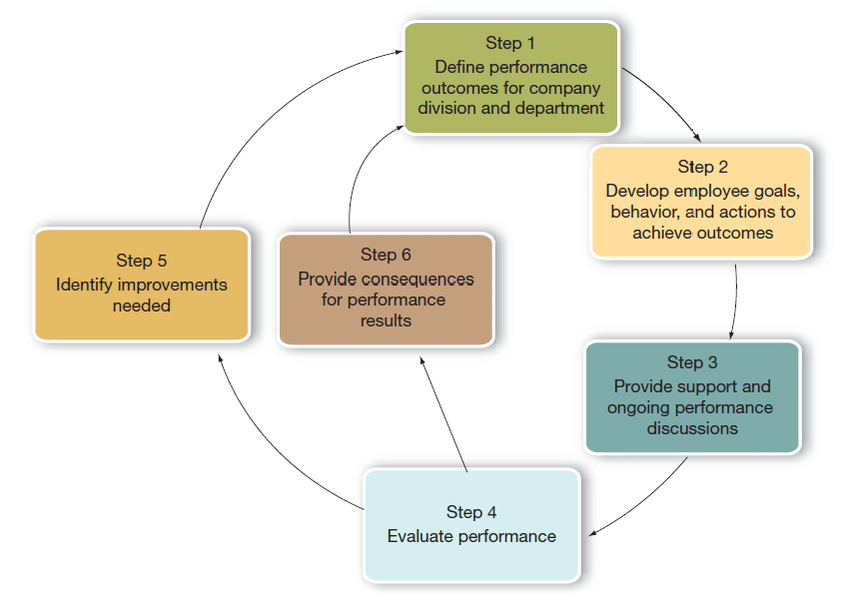 Step 1
Define performance
outcomes for company
division and department
Step 2
Develop employee goals,
behavior, and actions to
achieve outcomes
Step 3
Provide support and
ongoing performance
discussions
Step 4
Evaluate performance
Step 5
Identify improvements
needed
Step 6
Provide consequences
for performance
results